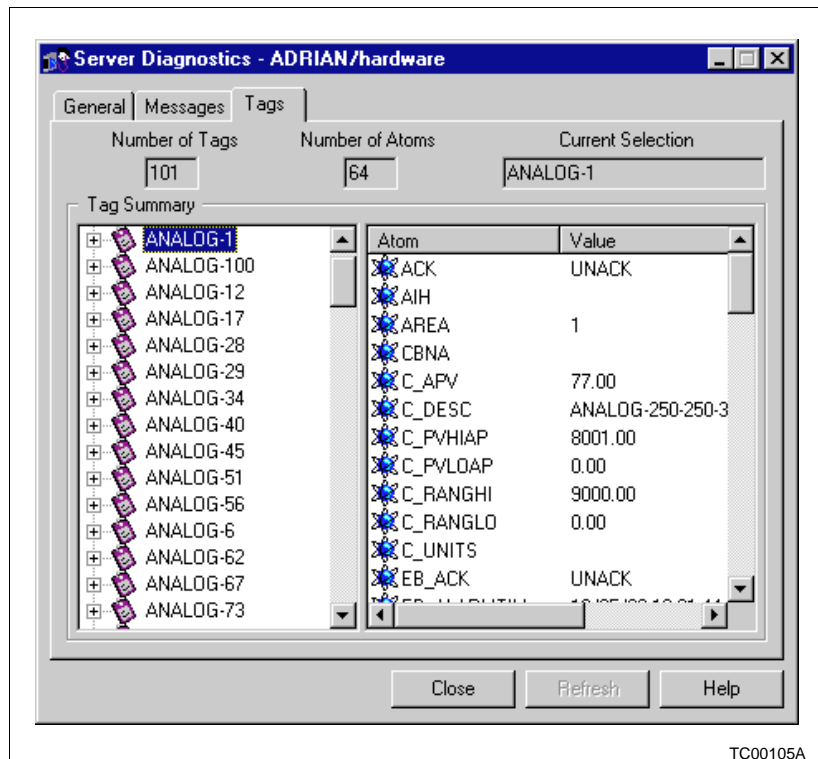 Server Diagnostics - ADRIAN/hardware
General Messages Tags
Number of Tags Number of Atoms Current Selection
101 64 ANALOG-1
Tag Summary
ANALOG-1
ANALOG-100
ANALOG-12
ANALOG-17
ANALOG-28
ANALOG-29
ANALOG-34
ANALOG-40
ANALOG-45
ANALOG-51
ANALOG-56
ANALOG-6
ANALOG-62
ANALOG-67
ANALOG-73
Atom Value
ACK UNACK
AIH
AREA 1
CBNA
C_APV 77.00
C_DESC ANALOG-250-250-3
C_PVHIAP 8001.00
C_PVLOAP 0.00
C_RANGHI 9000.00
C_RANGLO 0.00
C_UNITS
EB_ACK UNACK
Close Refresh Help
TC00105A